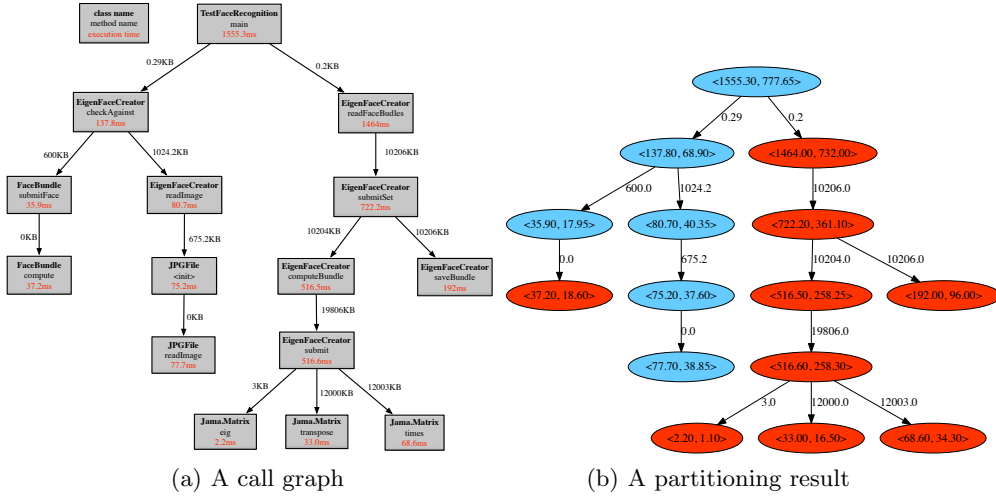 class name
method name
execution time
TestFaceRecognition
main
1555.3ms
0.29KB
0.2KB
EigenFaceCreator
checkAgainst
137.8ms
EigenFaceCreator
readFaceBudles
1464ms
600KB
1024.2KB
10206KB
FaceBundle
submitFace
35.9ms
EigenFaceCreator
readImage
80.7ms
EigenFaceCreator
submitSet
722.2ms
0KB
675.2KB
10204KB
10206KB
FaceBundle
compute
37.2ms
JPGFile
<init>
75.2ms
EigenFaceCreator
computeBundle
516.5ms
EigenFaceCreator
saveBundle
192ms
0KB
19806KB
JPGFile
readImage
77.7ms
EigenFaceCreator
submit
516.6ms
3KB
12000KB
12003KB
Jama.Matrix
eig
2.2ms
Jama.Matrix
transpose
33.0ms
Jama.Matrix
times
68.6ms
(a) A call graph
<1555.30, 777.65>
0.29
0.2
<137.80, 68.90>
<1464.00, 732.00>
600.0
1024.2
10206.0
<35.90, 17.95>
<80.70, 40.35>
<722.20, 361.10>
0.0
675.2
10204.0
10206.0
<37.20, 18.60>
<75.20, 37.60>
<516.50, 258.25>
<192.00, 96.00>
0.0
19806.0
<77.70, 38.85>
<516.60, 258.30>
3.0
12000.0
12003.0
<2.20, 1.10>
<33.00, 16.50>
<68.60, 34.30>
(b) A partitioning result